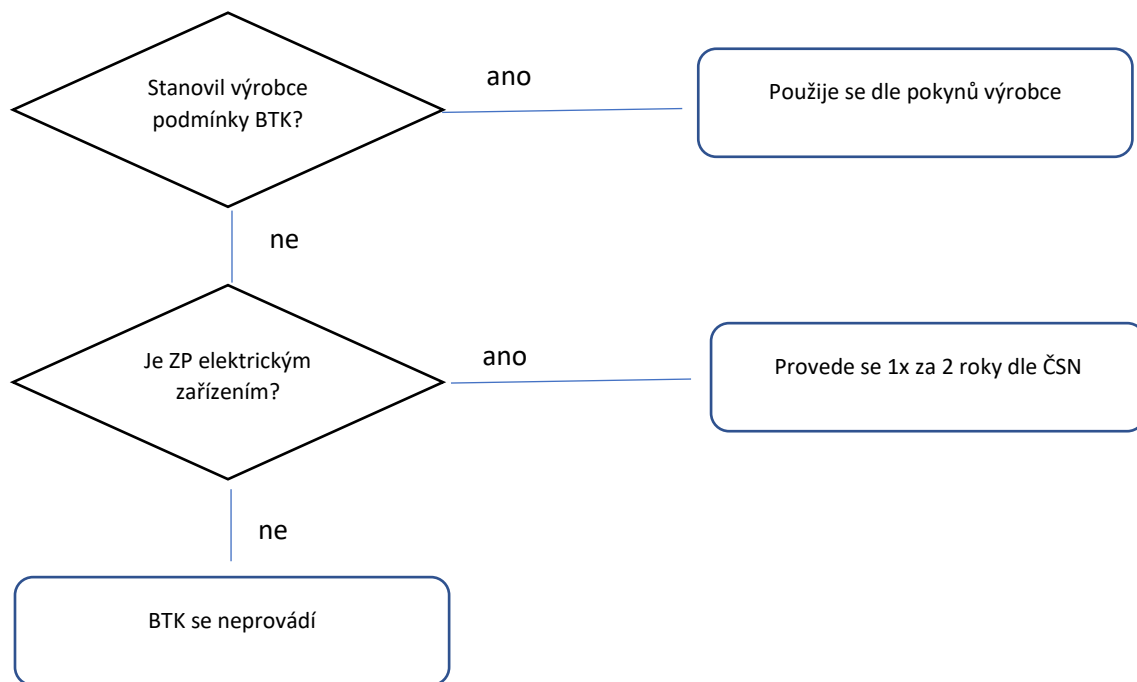 Stanovil výrobce
podmínky BTK?
ano
Použije se dle pokynů výrobce
ne
Je ZP elektrickým
zařízením?
ano
Provede se 1x za 2 roky dle ČSN
ne
BTK se neprovádí